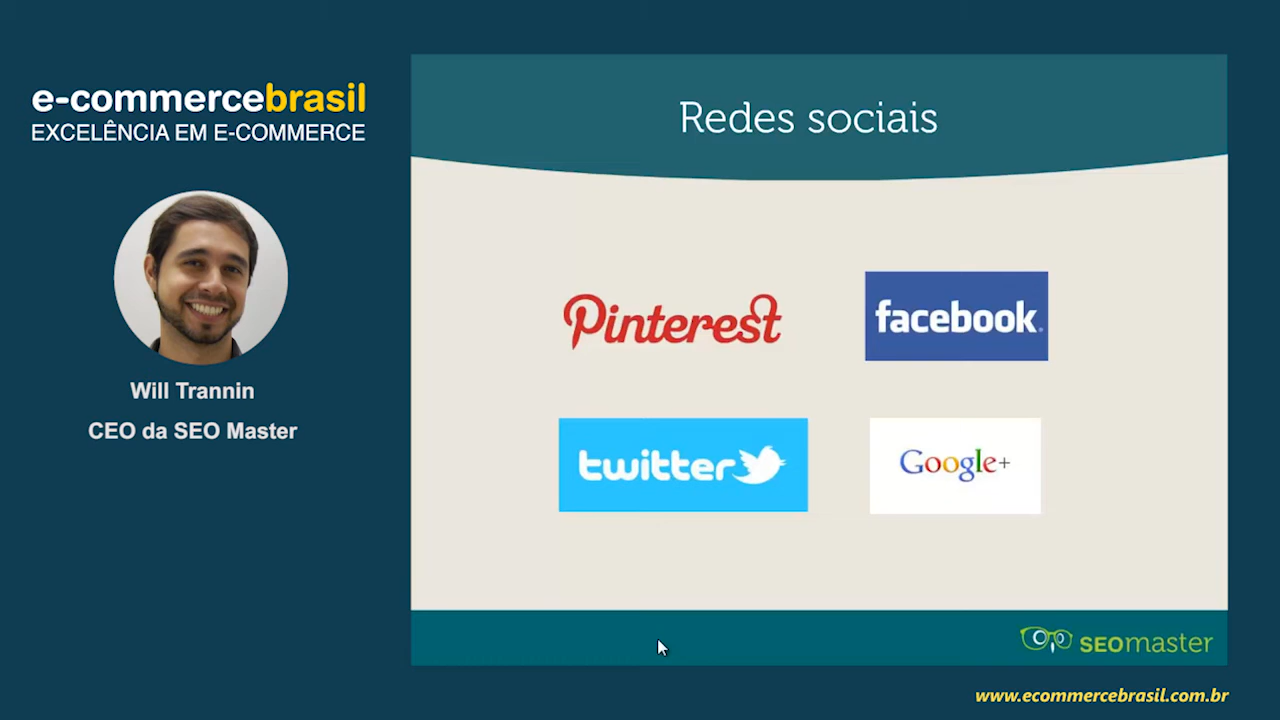 e-commercebrasil
EXCELÊNCIA EM E-COMMERCE
Will Trannin
CEO da SEO Master
Redes sociais
Pinterest
facebook
twitter
Google+
SEOmaster
www.ecommercebrasil.com.br